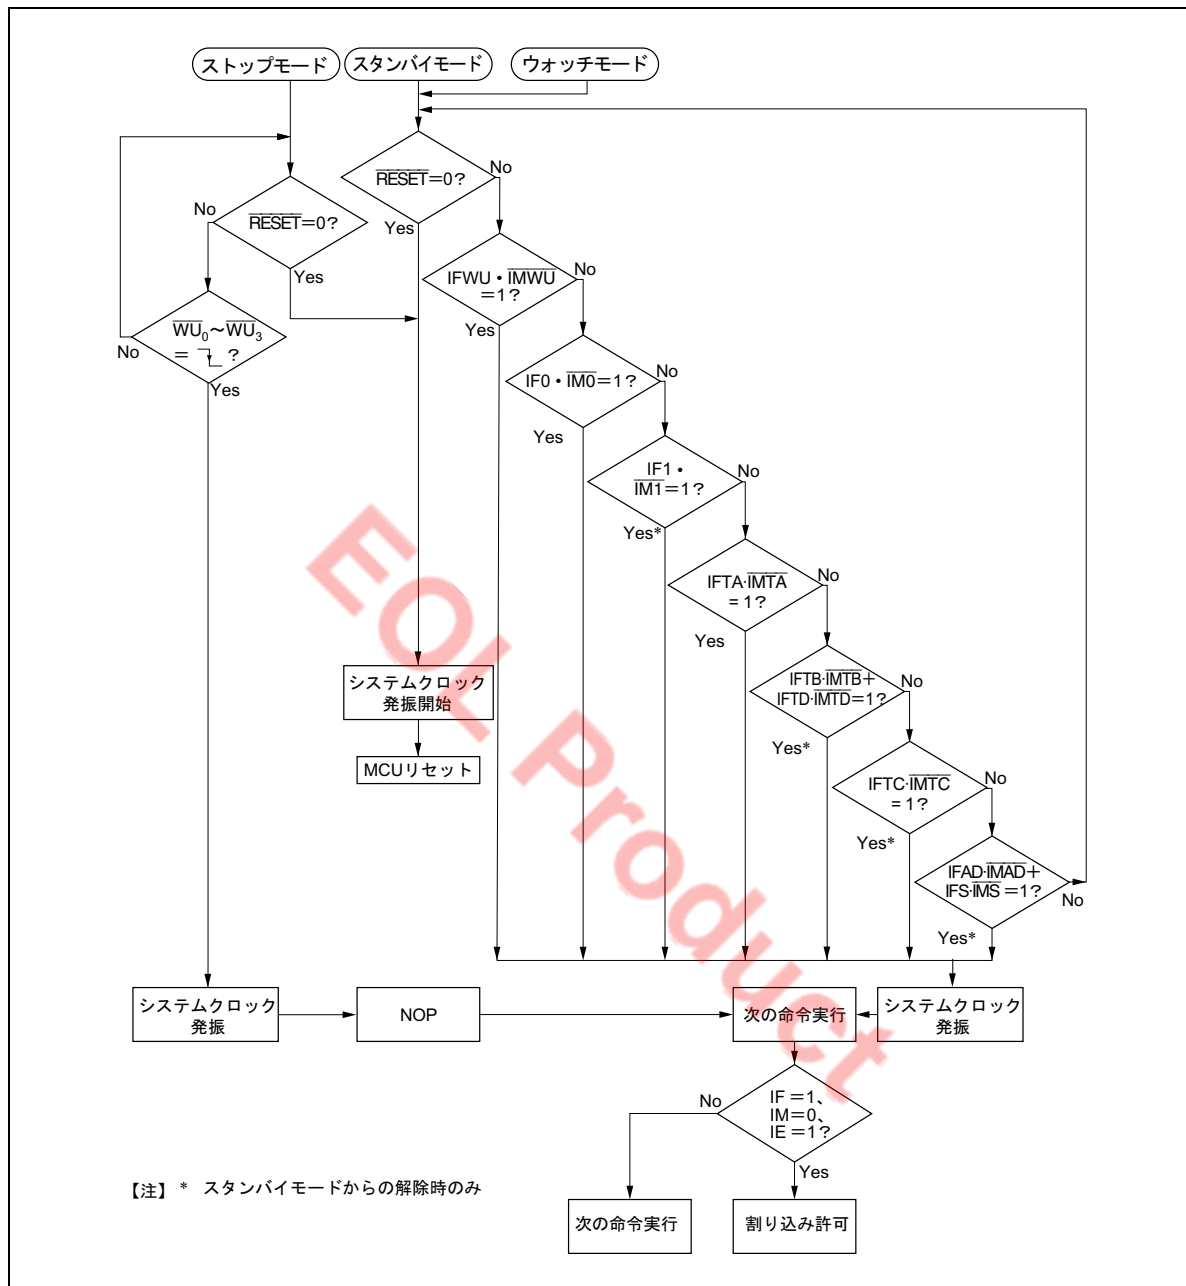 ストップモード
スタンバイモード
ウォッチモード
RESET=0?
No
Yes
RESET=0?
No
Yes
IFWU・IMWU
=1?
No
Yes
WU0〜WU3
= ?
No
Yes
IF0・IM0=1?
No
Yes
IF1・
IM1=1?
No
Yes*
IFTA·IMTA
=1?
No
Yes
IFTB·IMTB+
IFTD·IMTD=1?
No
Yes*
IFTC·IMTC
=1?
No
Yes*
IFAD·IMAD+
IFS·IMS=1?
No
Yes*
システムクロック
発振開始
MCUリセット
システムクロック
発振
NOP
次の命令実行
システムクロック
発振
IF=1、
IM=0、
IE=1?
No
Yes
次の命令実行
割り込み許可
【注】* スタンバイモードからの解除時のみ
EOL Product